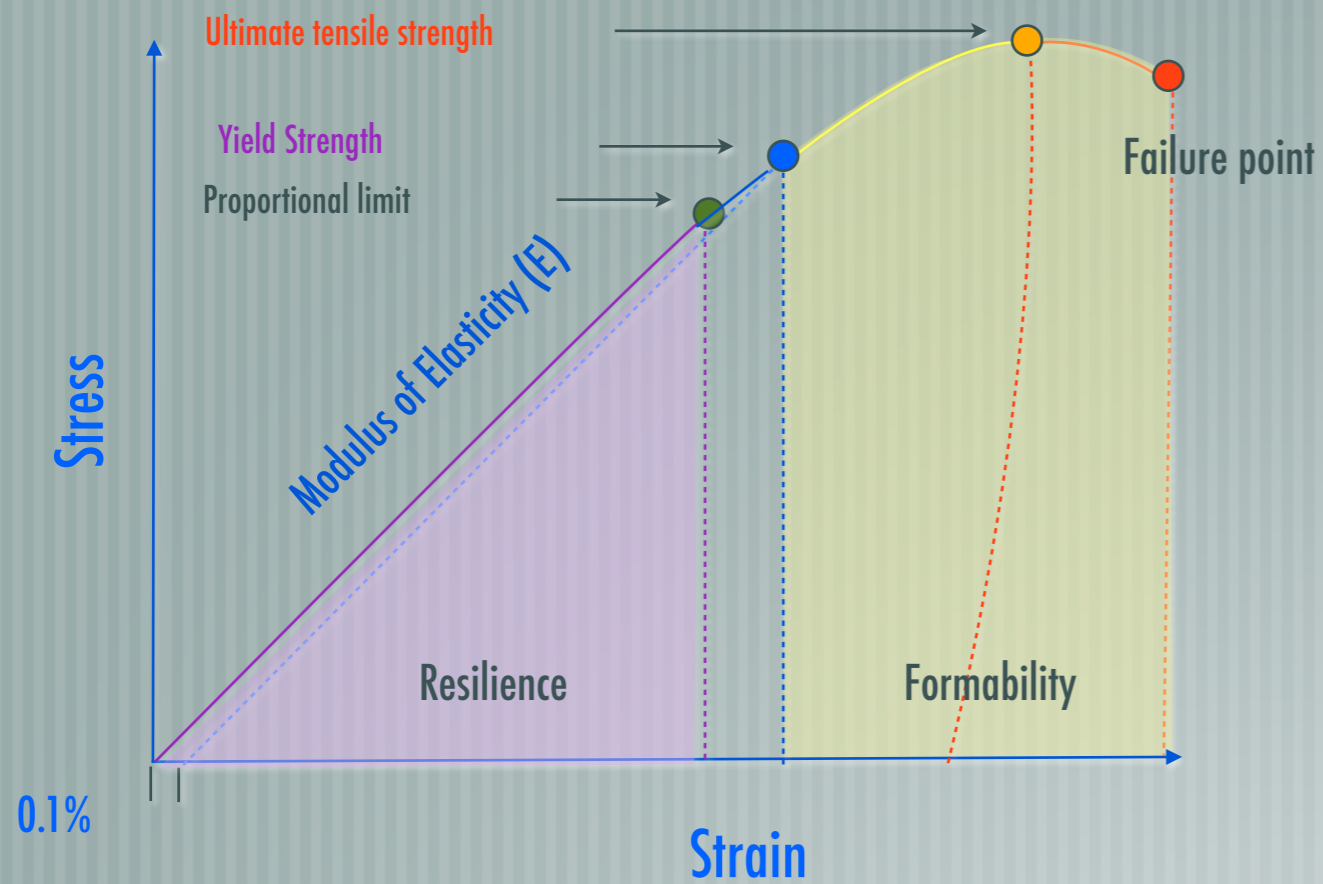 Ultimate tensile strength
Yield Strength
Proportional limit
Failure point
Modulus of Elasticity (E)
Stress
Resilience
Formability
0.1%
Strain